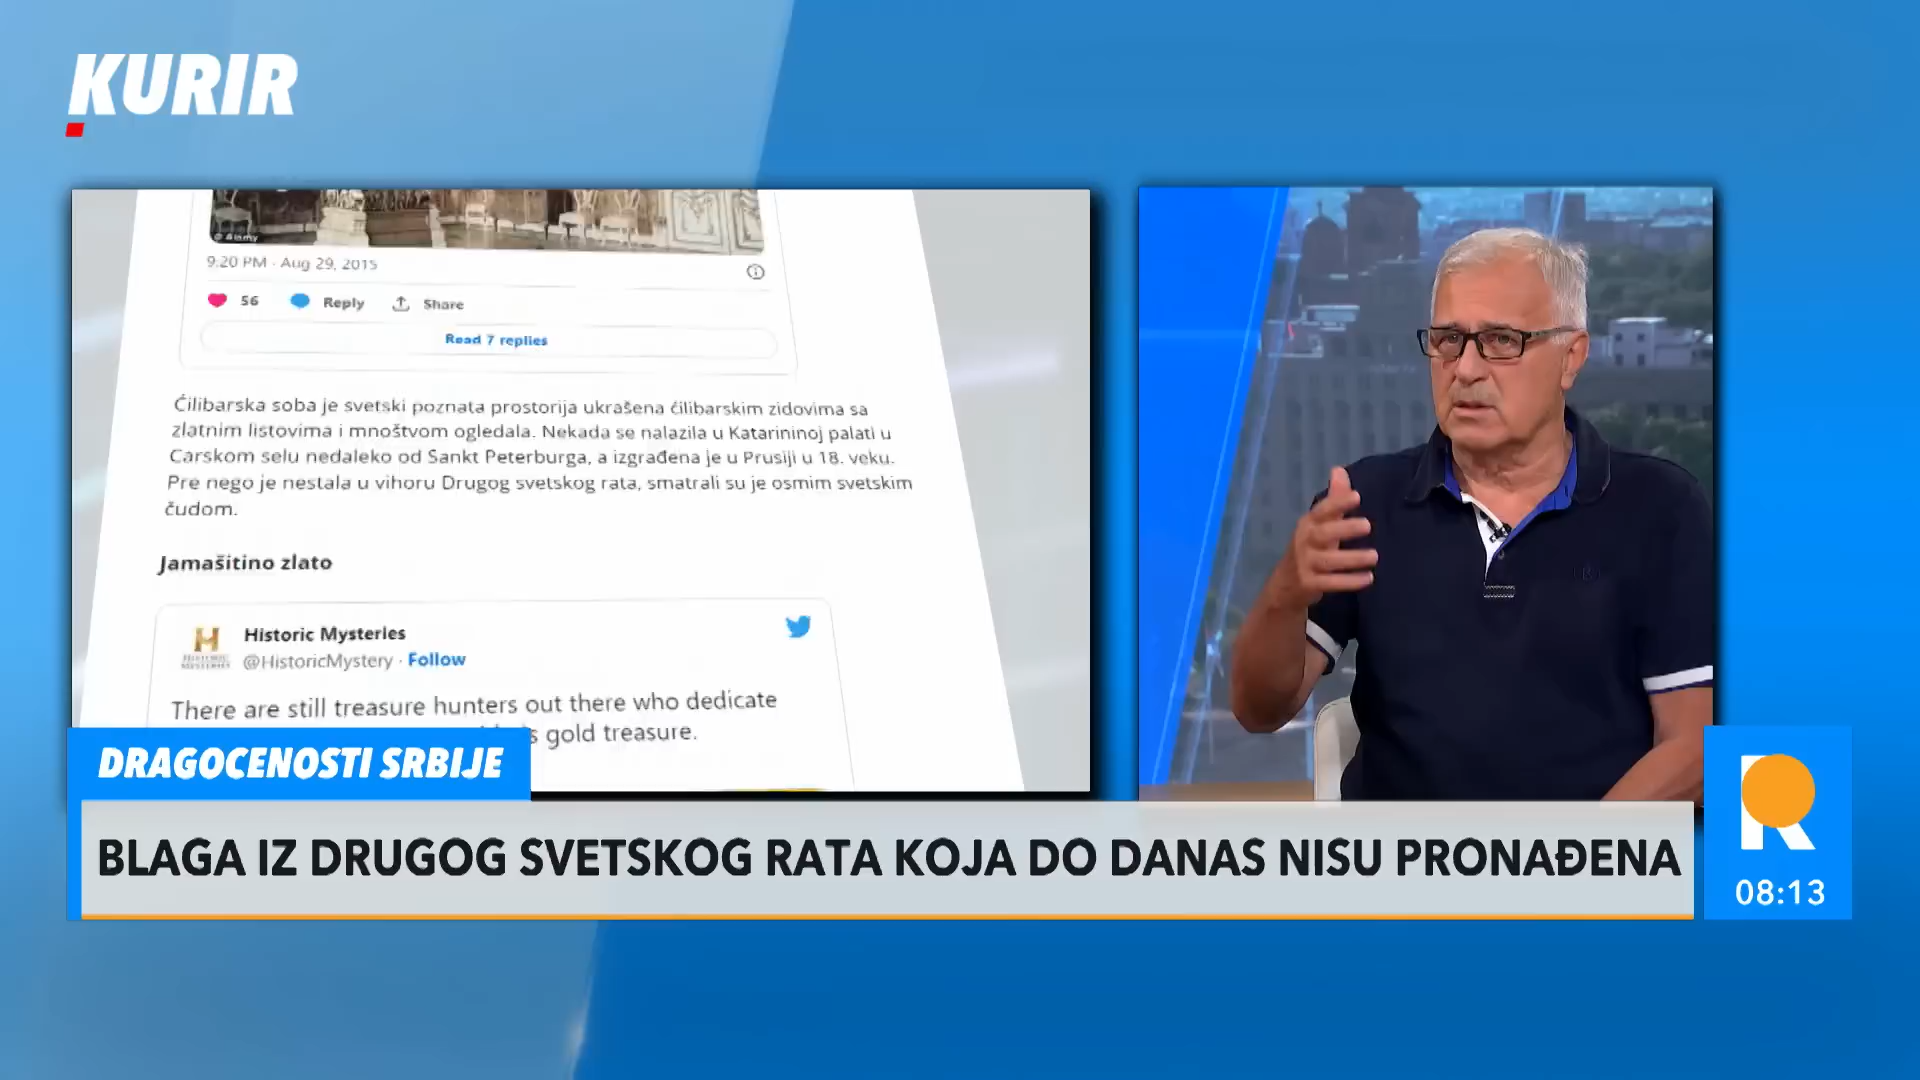 KURIR
© Alamy
9:20 PM · Aug 29, 2015
56 Reply Share
Read 7 replies
Ćilibarska soba je svetski poznata prostorija ukrašena ćilibarskim zidovima sa
zlatnim listovima i mnoštvom ogledala. Nekada se nalazila u Katarininoj palati u
Carskom selu nedaleko od Sankt Peterburga, a izgrađena je u Prusiji u 18. veku.
Pre nego je nestala u vihoru Drugog svetskog rata, smatrali su je osmim svetskim
čudom.
Jamašitino zlato
Historic Mysteries
@HistoricMystery · Follow
There are still treasure hunters out there who dedicate
gold treasure.
DRAGOCENOSTI SRBIJE
BLAGA IZ DRUGOG SVETSKOG RATA KOJA DO DANAS NISU PRONAĐENA
R
08:13